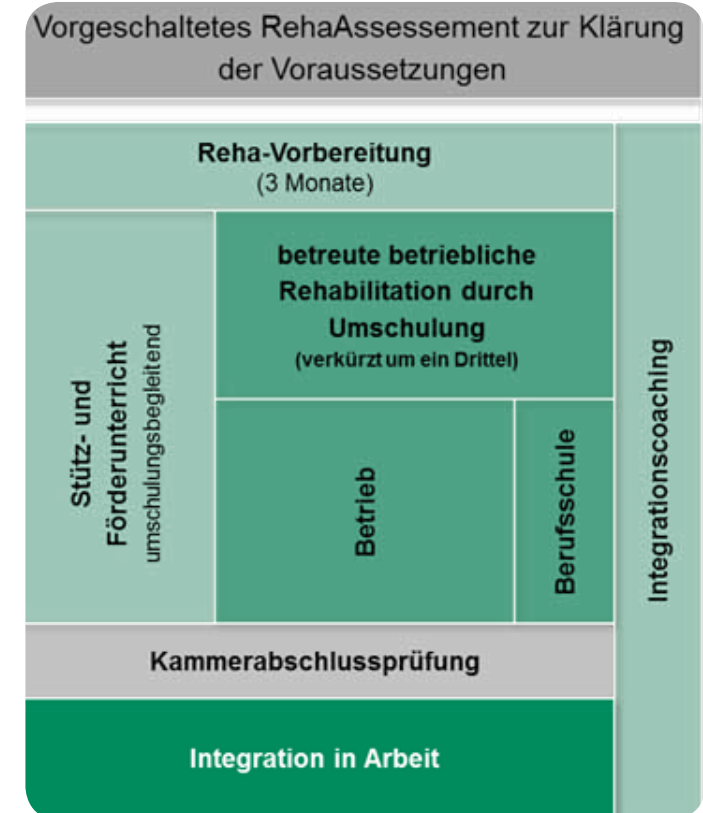 Vorgeschaltetes RehaAssessement zur Klärung
der Voraussetzungen
Reha-Vorbereitung
(3 Monate)
betreute betriebliche
Rehabilitation durch
Umschulung
(verkürzt um ein Drittel)
Stütz- und
Förderunterricht
umschulungsbegleitend
Betrieb
Berufsschule
Integrationscoaching
Kammerabschlussprüfung
Integration in Arbeit